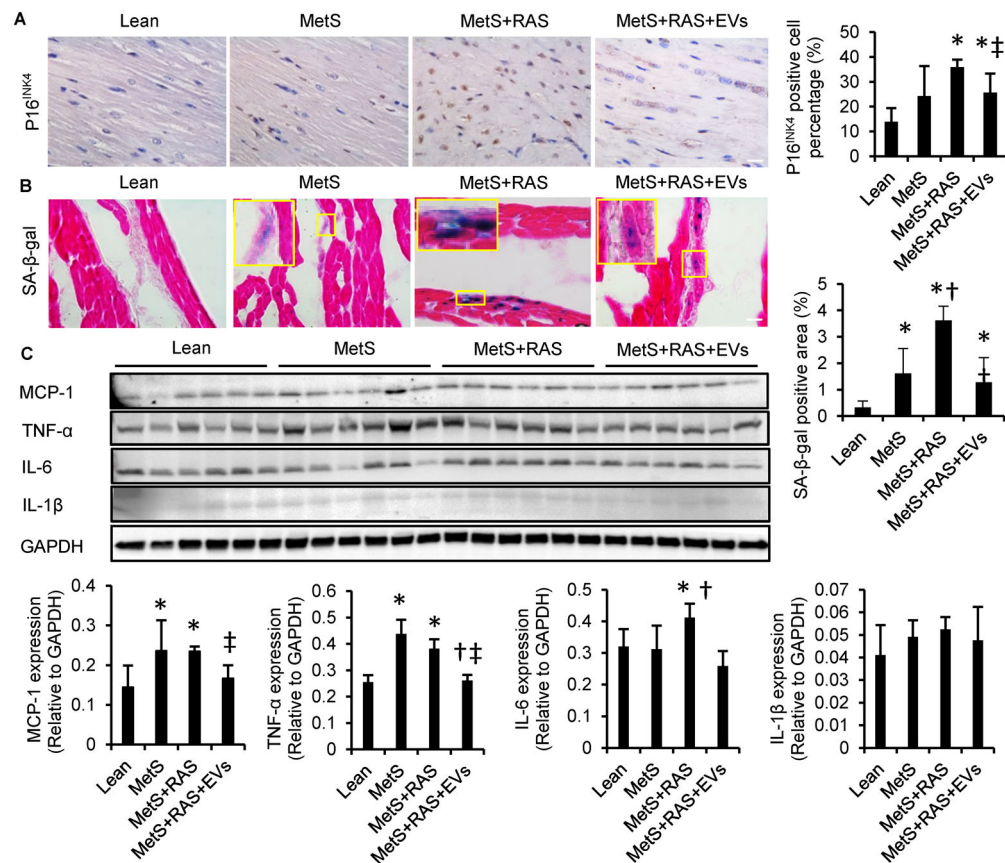 A
Lean MetS MetS+RAS MetS+RAS+EVs
P16^INK4
P16^INK4 positive cell
percentage (%)
40
30
20
10
0
*
*‡
Lean
MetS
MetS+RAS
MetS+RAS+EVs
B
Lean MetS MetS+RAS MetS+RAS+EVs
SA-β-gal
SA-β-gal positive area (%)
5
4
3
2
1
0
*
*†
*
‡
Lean
MetS
MetS+RAS
MetS+RAS+EVs
C
Lean MetS MetS+RAS MetS+RAS+EVs
MCP-1
TNF-α
IL-6
IL-1β
GAPDH
MCP-1 expression
(Relative to GAPDH)
0.4
0.3
0.2
0.1
0
*
*
‡
Lean
MetS
MetS+RAS
MetS+RAS+EVs
TNF-α expression
(Relative to GAPDH)
0.6
0.5
0.4
0.3
0.2
0.1
0
*
*
†‡
Lean
MetS
MetS+RAS
MetS+RAS+EVs
IL-6 expression
(Relative to GAPDH)
0.5
0.4
0.3
0.2
0.1
0
* †
Lean
MetS
MetS+RAS
MetS+RAS+EVs
IL-1β expression
(Relative to GAPDH)
0.07
0.06
0.05
0.04
0.03
0.02
0.01
0
Lean
MetS
MetS+RAS
MetS+RAS+EVs